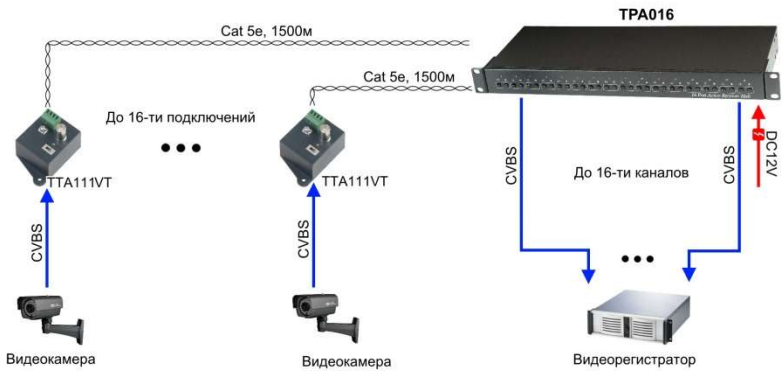 TPA016
Cat 5e, 1500м
Cat 5e, 1500м
До 16-ти подключений
TTA111VT
TTA111VT
До 16-ти каналов
CVBS
CVBS
DC12V
CVBS
CVBS
Видеокамера
Видеокамера
Видеорегистратор